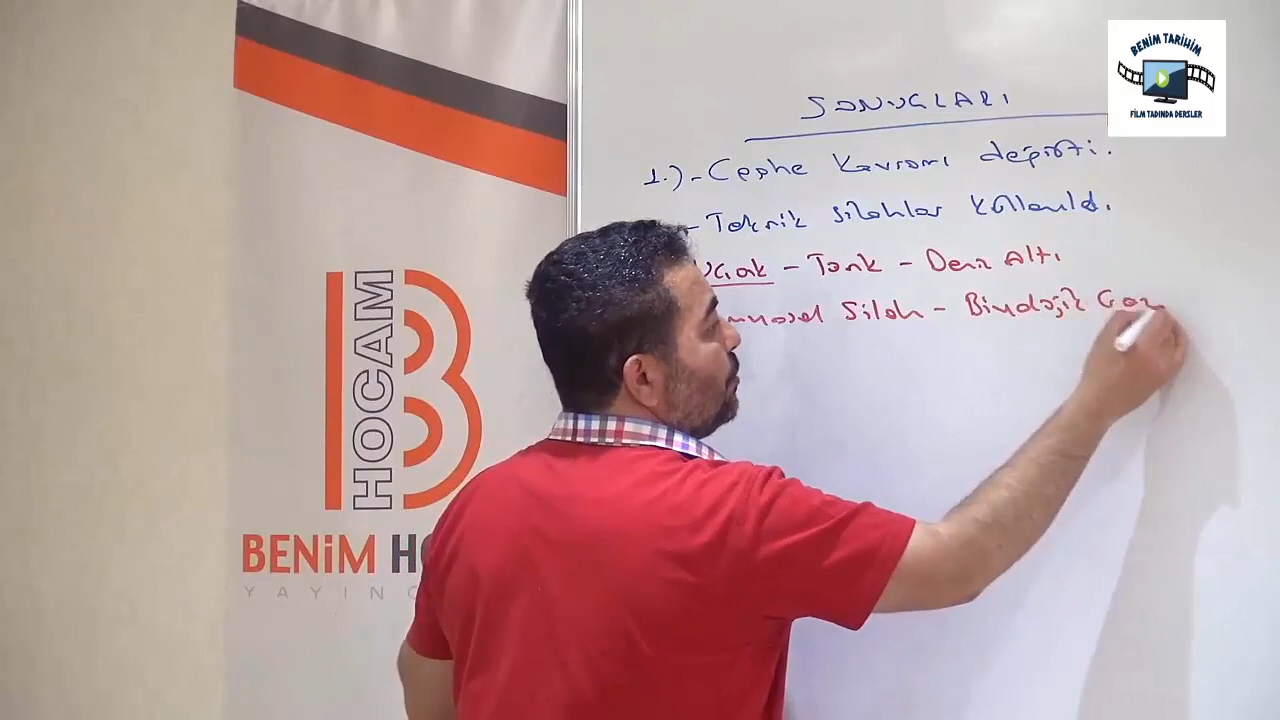 BENİM TARİHİM
FİLM TADINDA DERSLER
SONUÇLARI
1.) - Cephe Kavramı değişti.
- Teknik silahlar kullanıldı.
- Tank - Deniz Altı
Silah - Biyolojik
HOCAM
B
BENİM